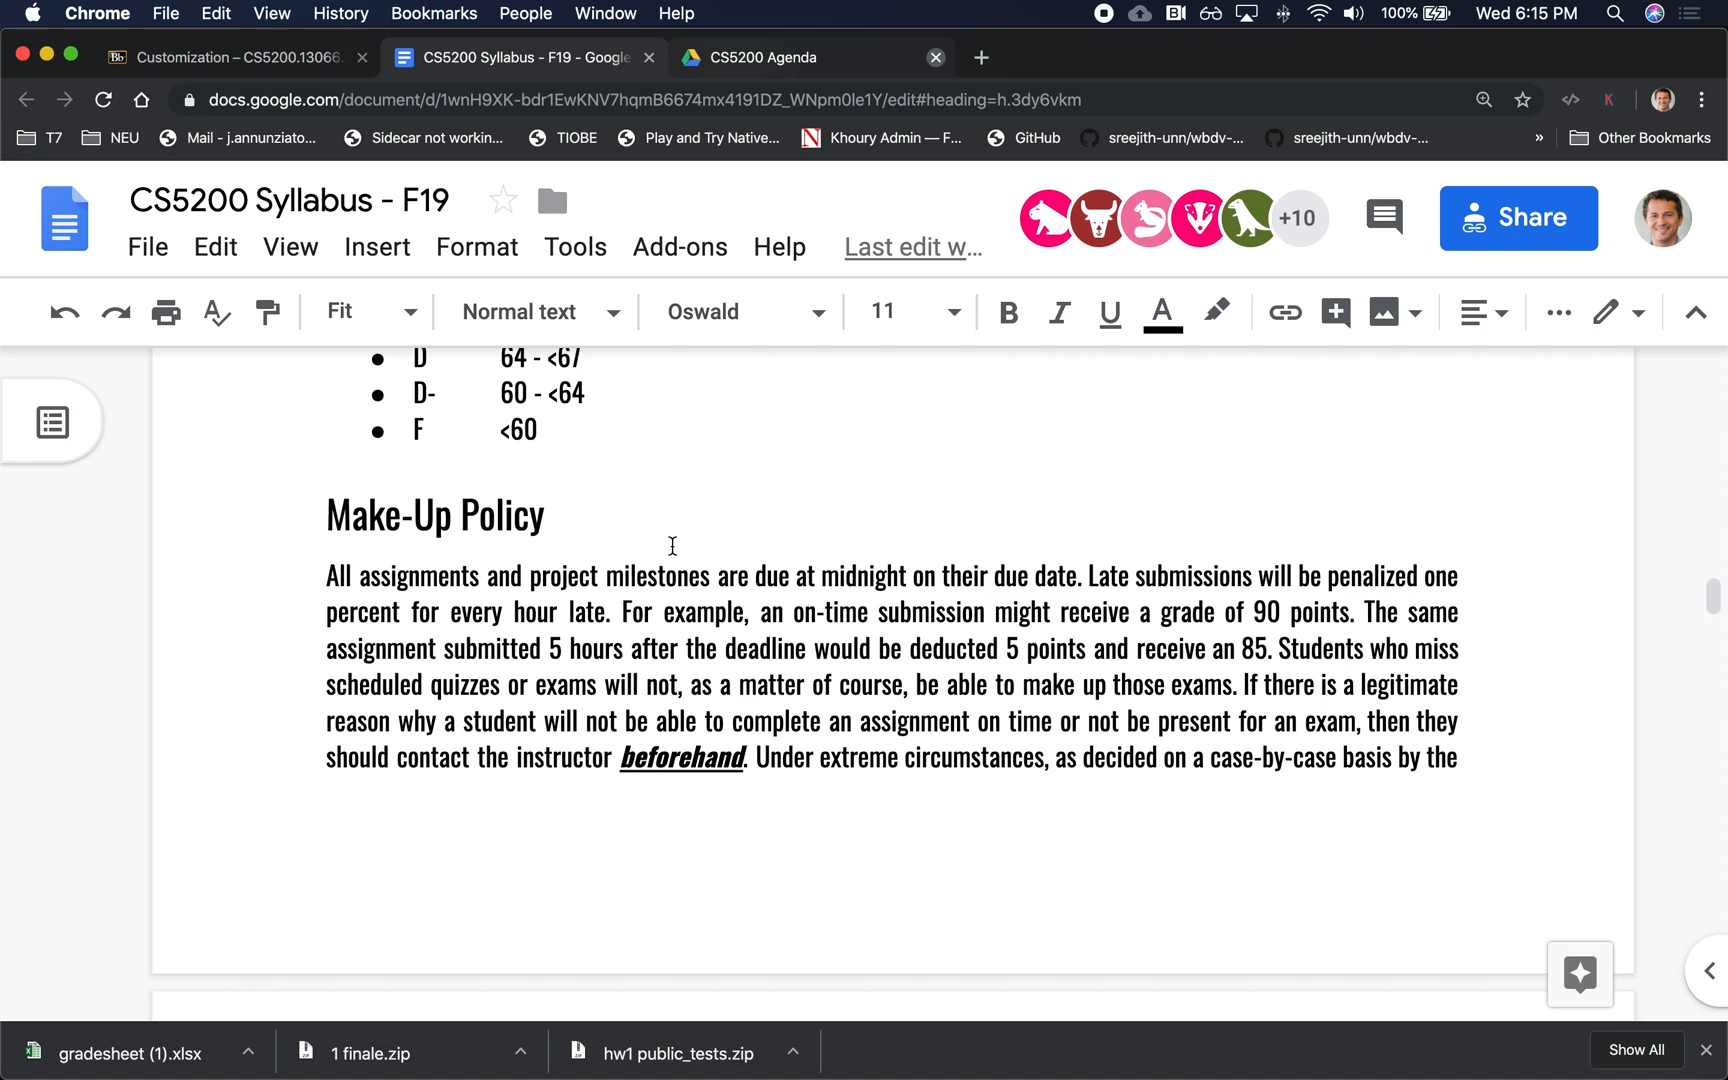 Chrome File Edit View History Bookmarks People Window Help 100% Wed 6:15 PM
Bb Customization – CS5200.13066. CS5200 Syllabus - F19 - Google CS5200 Agenda
docs.google.com/document/d/1wnH9XK-bdr1EwKNV7hqmB6674mx4191DZ_WNpm0le1Y/edit#heading=h.3dy6vkm
T7 NEU Mail - j.annunziato... Sidecar not workin... TIOBE Play and Try Native... Khoury Admin — F... GitHub sreejith-unn/wbdv-... sreejith-unn/wbdv-... » Other Bookmarks
CS5200 Syllabus - F19
+10 Share
File Edit View Insert Format Tools Add-ons Help Last edit w...
Fit Normal text Oswald 11 B I U A
● D 64 - <67
● D- 60 - <64
● F <60
Make-Up Policy
All assignments and project milestones are due at midnight on their due date. Late submissions will be penalized one
percent for every hour late. For example, an on-time submission might receive a grade of 90 points. The same
assignment submitted 5 hours after the deadline would be deducted 5 points and receive an 85. Students who miss
scheduled quizzes or exams will not, as a matter of course, be able to make up those exams. If there is a legitimate
reason why a student will not be able to complete an assignment on time or not be present for an exam, then they
should contact the instructor beforehand. Under extreme circumstances, as decided on a case-by-case basis by the
gradesheet (1).xlsx 1 finale.zip hw1 public_tests.zip Show All